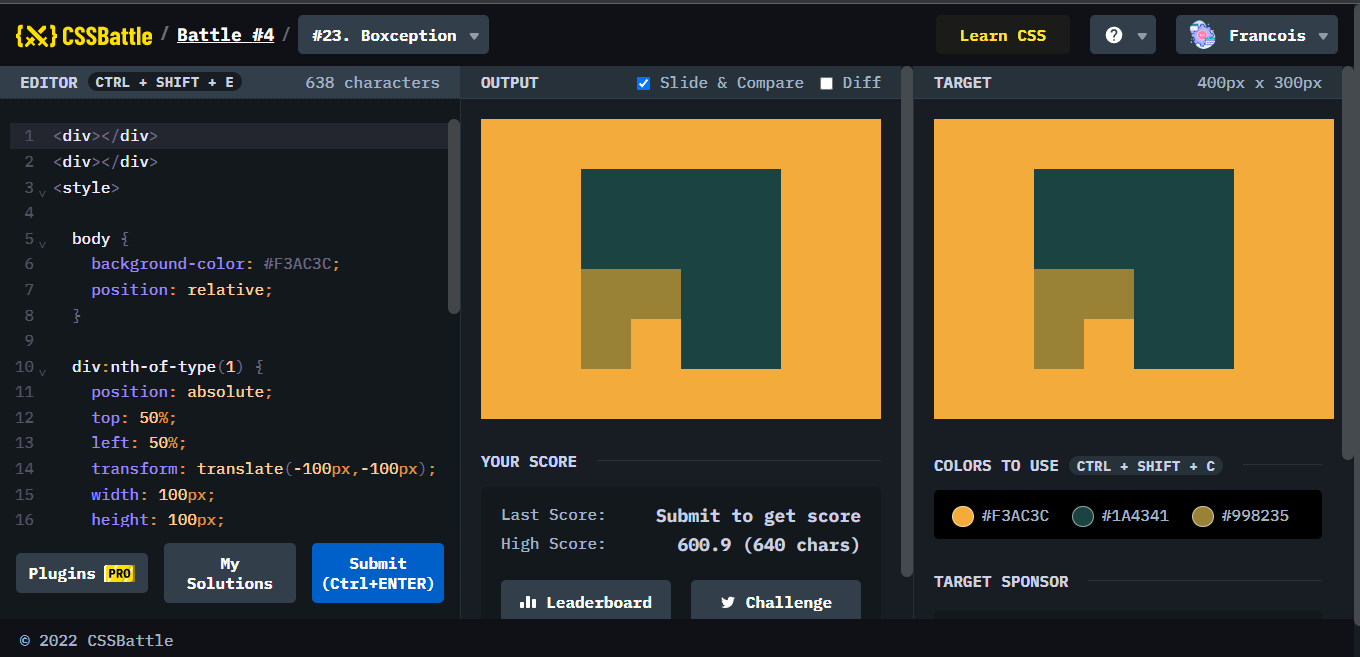 {X} CSSBattle / Battle #4 / #23. Boxception Learn CSS ? Francois
EDITOR CTRL + SHIFT + E 638 characters OUTPUT Slide & Compare Diff TARGET 400px x 300px
1 <div></div>
2 <div></div>
3 <style>
4
5 body {
6 background-color: #F3AC3C;
7 position: relative;
8 }
9
10 div:nth-of-type(1) {
11 position: absolute;
12 top: 50%;
13 left: 50%;
14 transform: translate(-100px,-100px);
15 width: 100px;
16 height: 100px;
Plugins PRO
My Solutions
Submit
(Ctrl+ENTER)
YOUR SCORE
Last Score: Submit to get score
High Score: 600.9 (640 chars)
Leaderboard Challenge
COLORS TO USE CTRL + SHIFT + C
#F3AC3C #1A4341 #998235
TARGET SPONSOR
© 2022 CSSBattle